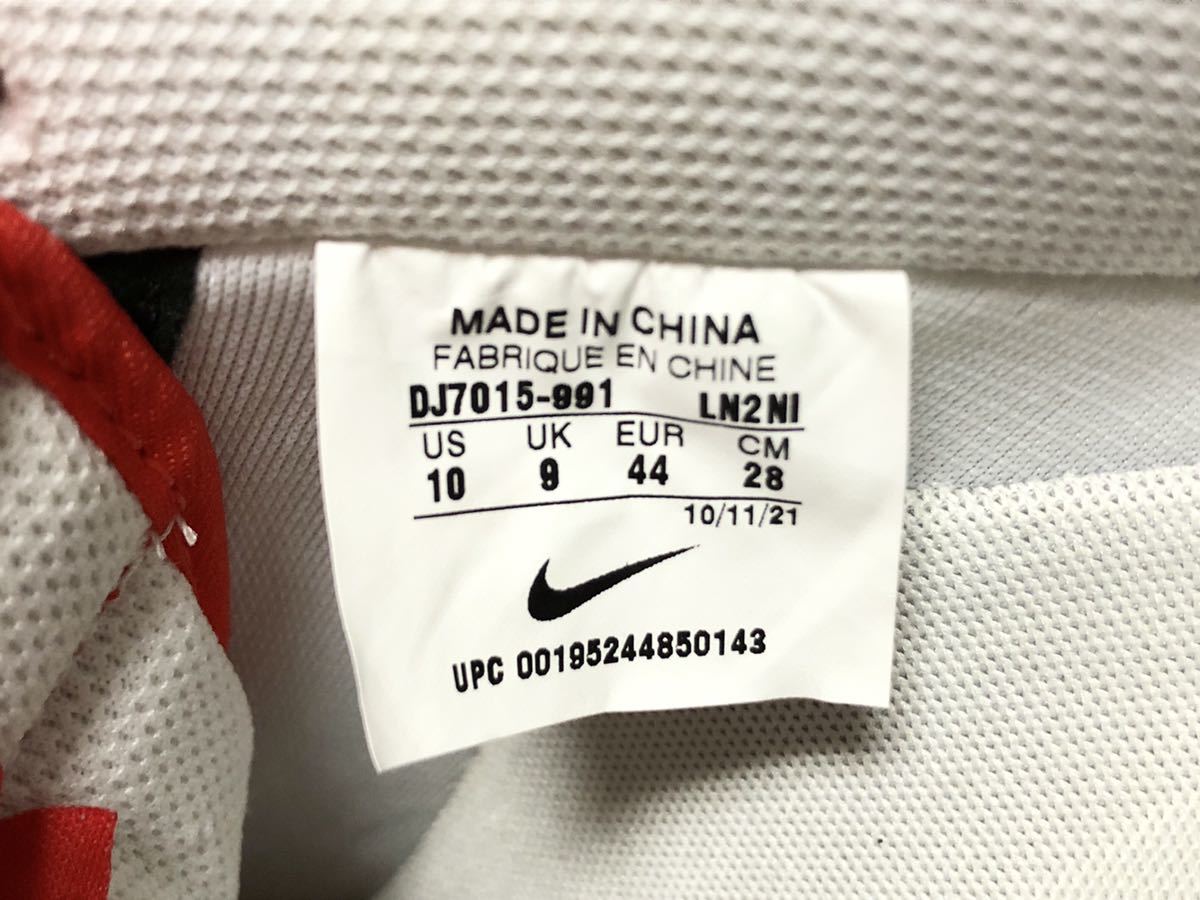 MADE IN CHINA
FABRIQUE EN CHINE
DJ7015-991 LN2NI
US UK EUR CM
10 9 44 28
10/11/21
UPC 00195244850143